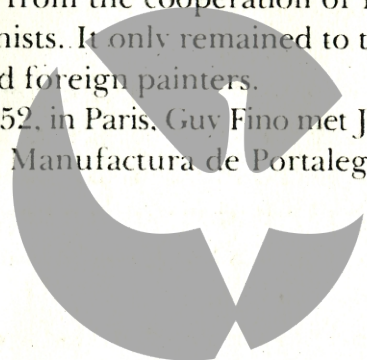 from the cooperation of
nists. It only remained to t
d foreign painters.
52, in Paris, Guy Fino met J
Manufactura de Portaleg